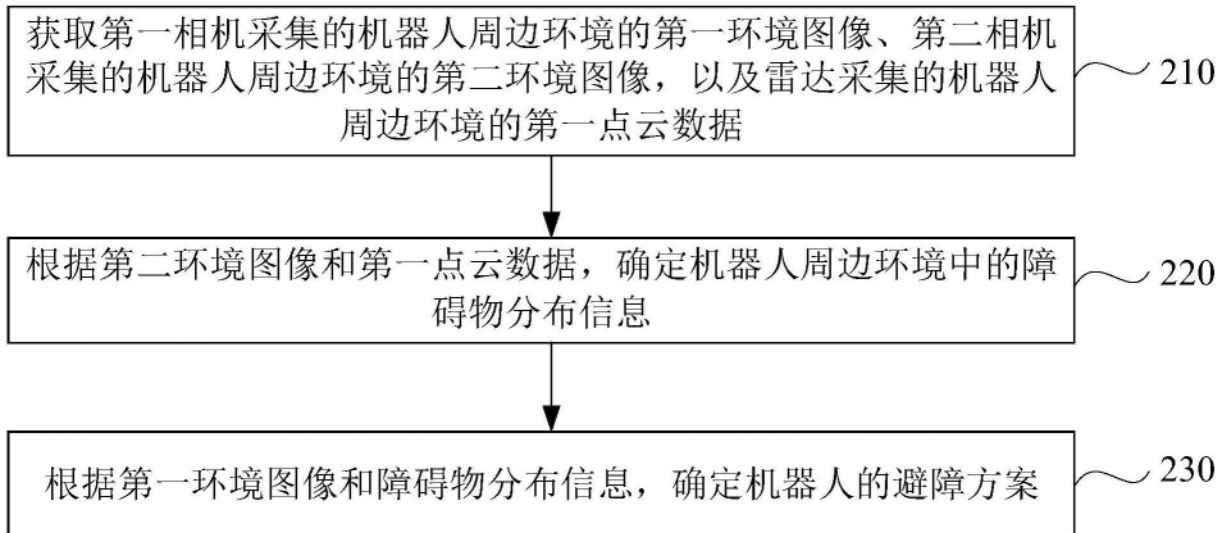 获取第一相机采集的机器人周边环境的第一环境图像、第二相机
采集的机器人周边环境的第二环境图像，以及雷达采集的机器人
周边环境的第一点云数据
210
根据第二环境图像和第一点云数据，确定机器人周边环境中的障
碍物分布信息
220
根据第一环境图像和障碍物分布信息，确定机器人的避障方案
230